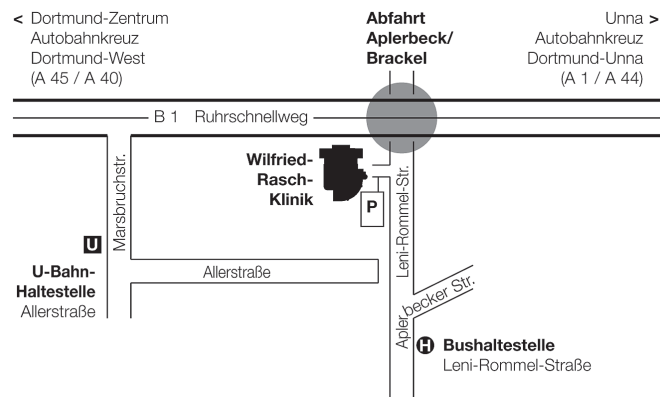 < Dortmund-Zentrum
Autobahnkreuz
Dortmund-West
(A 45 / A 40)
Abfahrt
Aplerbeck/
Brackel
Unna >
Autobahnkreuz
Dortmund-Unna
(A 1 / A 44)
B 1 Ruhrschnellweg
Wilfried-
Rasch-
Klinik
P
Marsbruchstr.
Leni-Rommel-Str.
U
U-Bahn-
Haltestelle
Allerstraße
Allerstraße
Aplerbecker Str.
H Bushaltestelle
Leni-Rommel-Straße